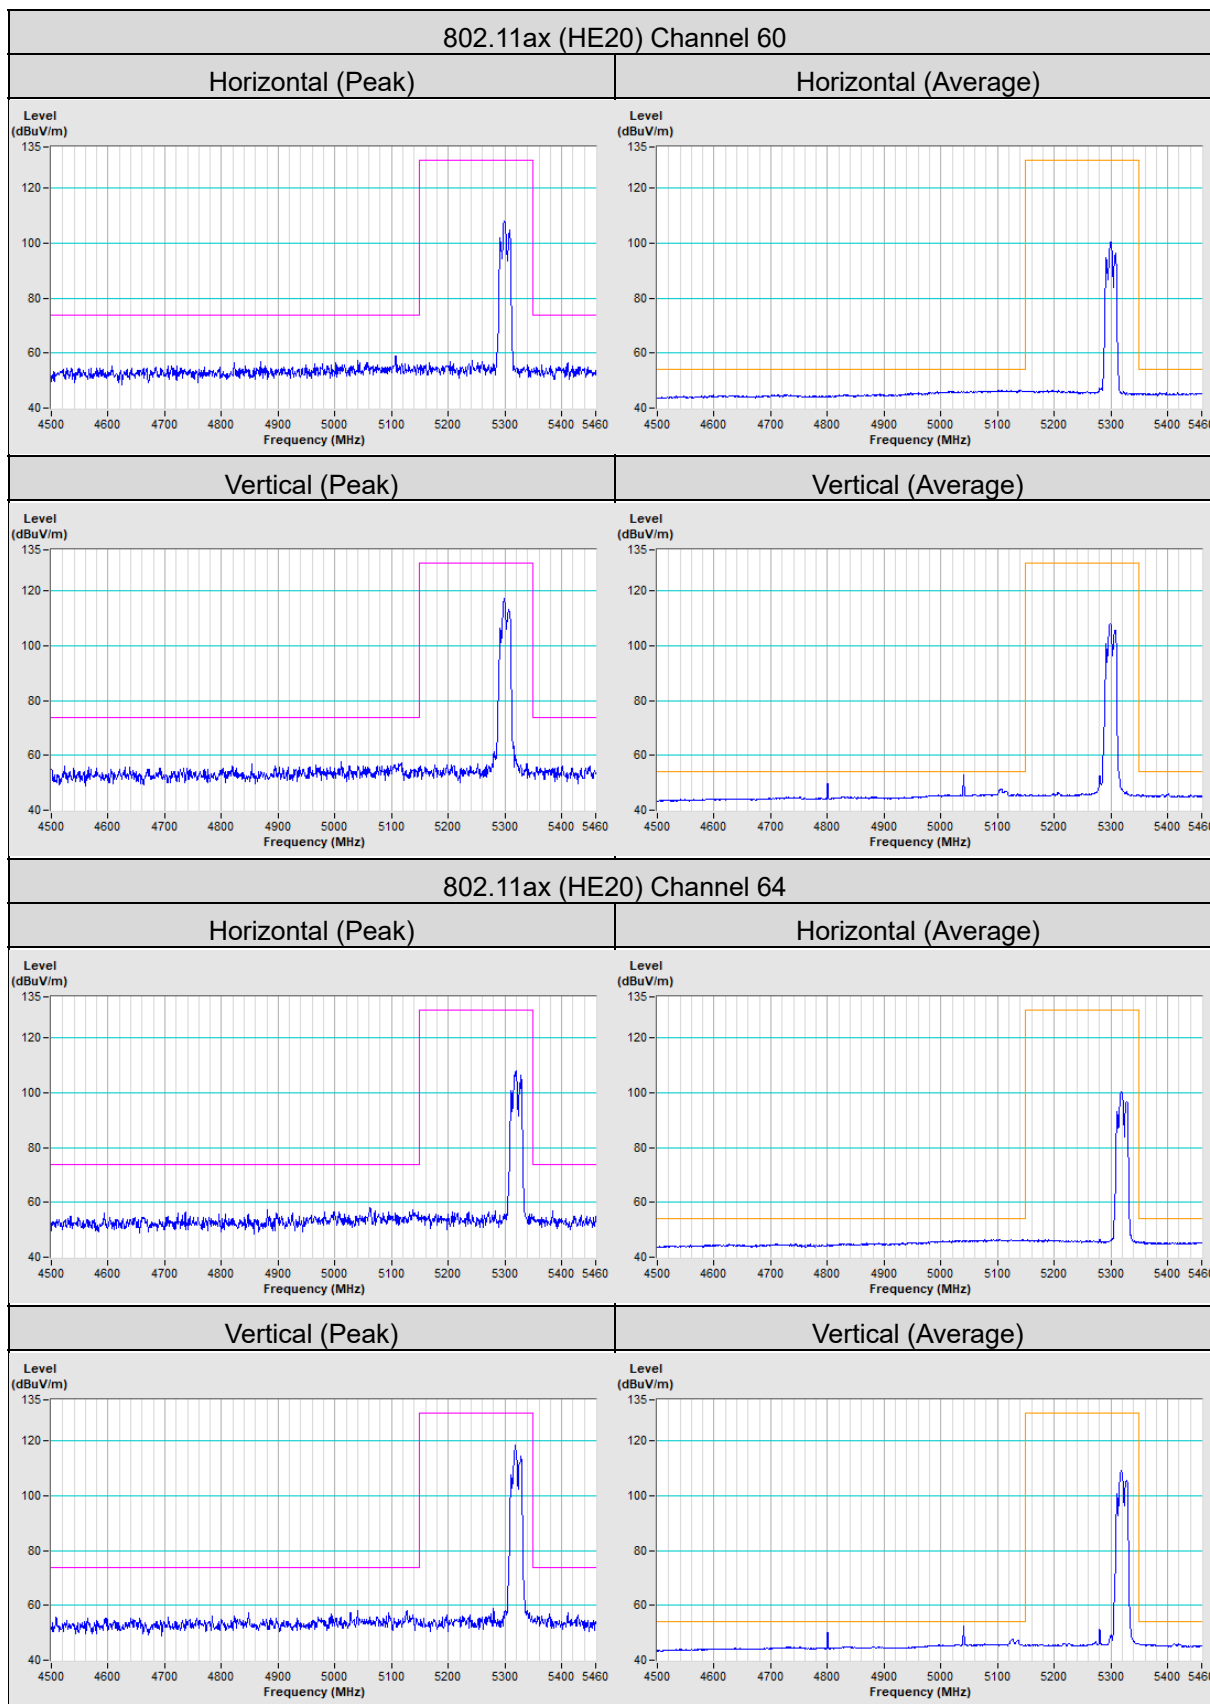 802.11ax (HE20) Channel 60
Horizontal (Peak)
Horizontal (Average)
Level
(dBuV/m)
135
120
100
80
60
40
4500 4600 4700 4800 4900 5000 5100 5200 5300 5400 5460
Frequency (MHz)
Level
(dBuV/m)
135
120
100
80
60
40
4500 4600 4700 4800 4900 5000 5100 5200 5300 5400 5460
Frequency (MHz)
Vertical (Peak)
Vertical (Average)
Level
(dBuV/m)
135
120
100
80
60
40
4500 4600 4700 4800 4900 5000 5100 5200 5300 5400 5460
Frequency (MHz)
Level
(dBuV/m)
135
120
100
80
60
40
4500 4600 4700 4800 4900 5000 5100 5200 5300 5400 5460
Frequency (MHz)
802.11ax (HE20) Channel 64
Horizontal (Peak)
Horizontal (Average)
Level
(dBuV/m)
135
120
100
80
60
40
4500 4600 4700 4800 4900 5000 5100 5200 5300 5400 5460
Frequency (MHz)
Level
(dBuV/m)
135
120
100
80
60
40
4500 4600 4700 4800 4900 5000 5100 5200 5300 5400 5460
Frequency (MHz)
Vertical (Peak)
Vertical (Average)
Level
(dBuV/m)
135
120
100
80
60
40
4500 4600 4700 4800 4900 5000 5100 5200 5300 5400 5460
Frequency (MHz)
Level
(dBuV/m)
135
120
100
80
60
40
4500 4600 4700 4800 4900 5000 5100 5200 5300 5400 5460
Frequency (MHz)